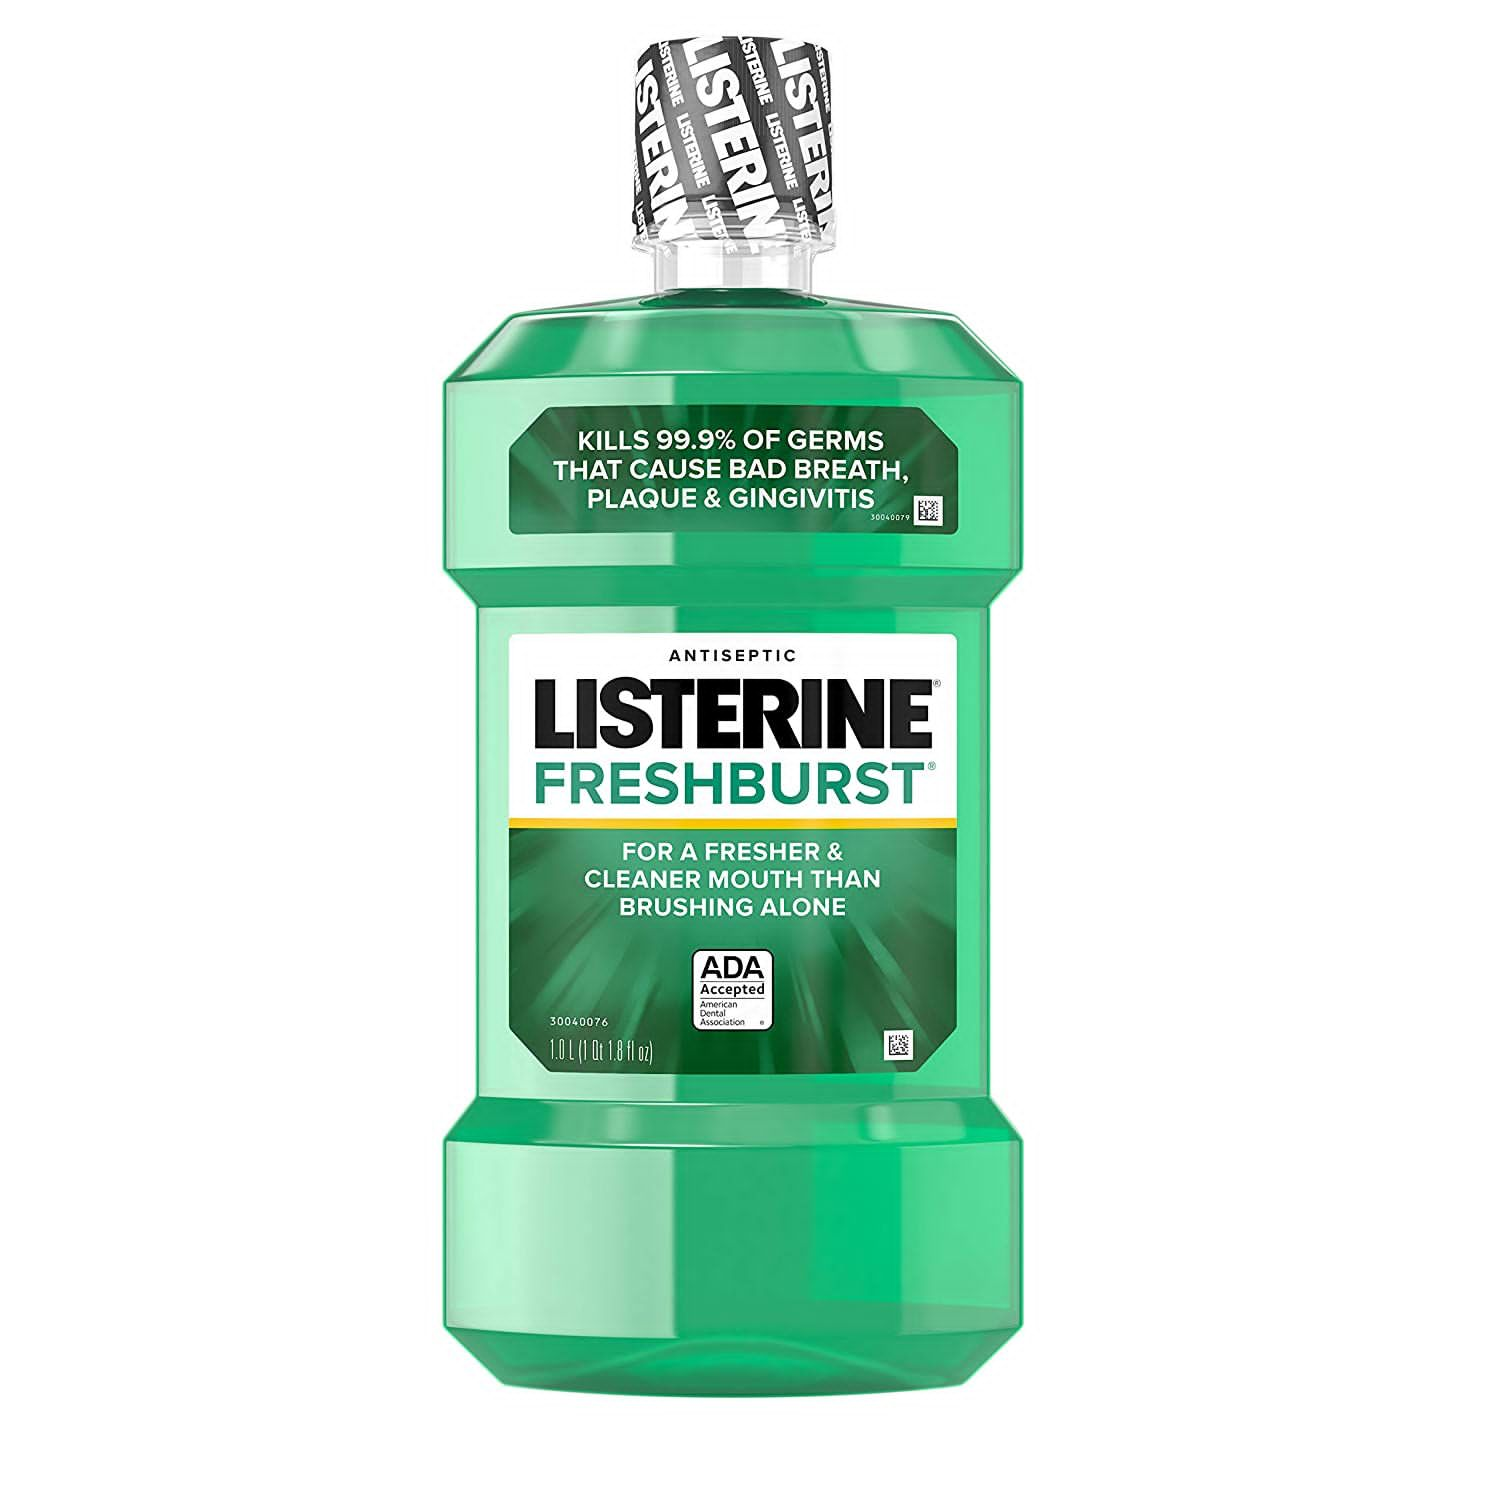 LISTERINE
LISTERINE
LISTERINE
LISTERINE
KILLS 99.9% OF GERMS
THAT CAUSE BAD BREATH,
PLAQUE & GINGIVITIS
30040079
ANTISEPTIC
LISTERINE®
FRESHBURST®
FOR A FRESHER &
CLEANER MOUTH THAN
BRUSHING ALONE
ADA
Accepted
American
Dental
Association ®
30040076
1.0 L (1 Qt 1.8 fl oz)